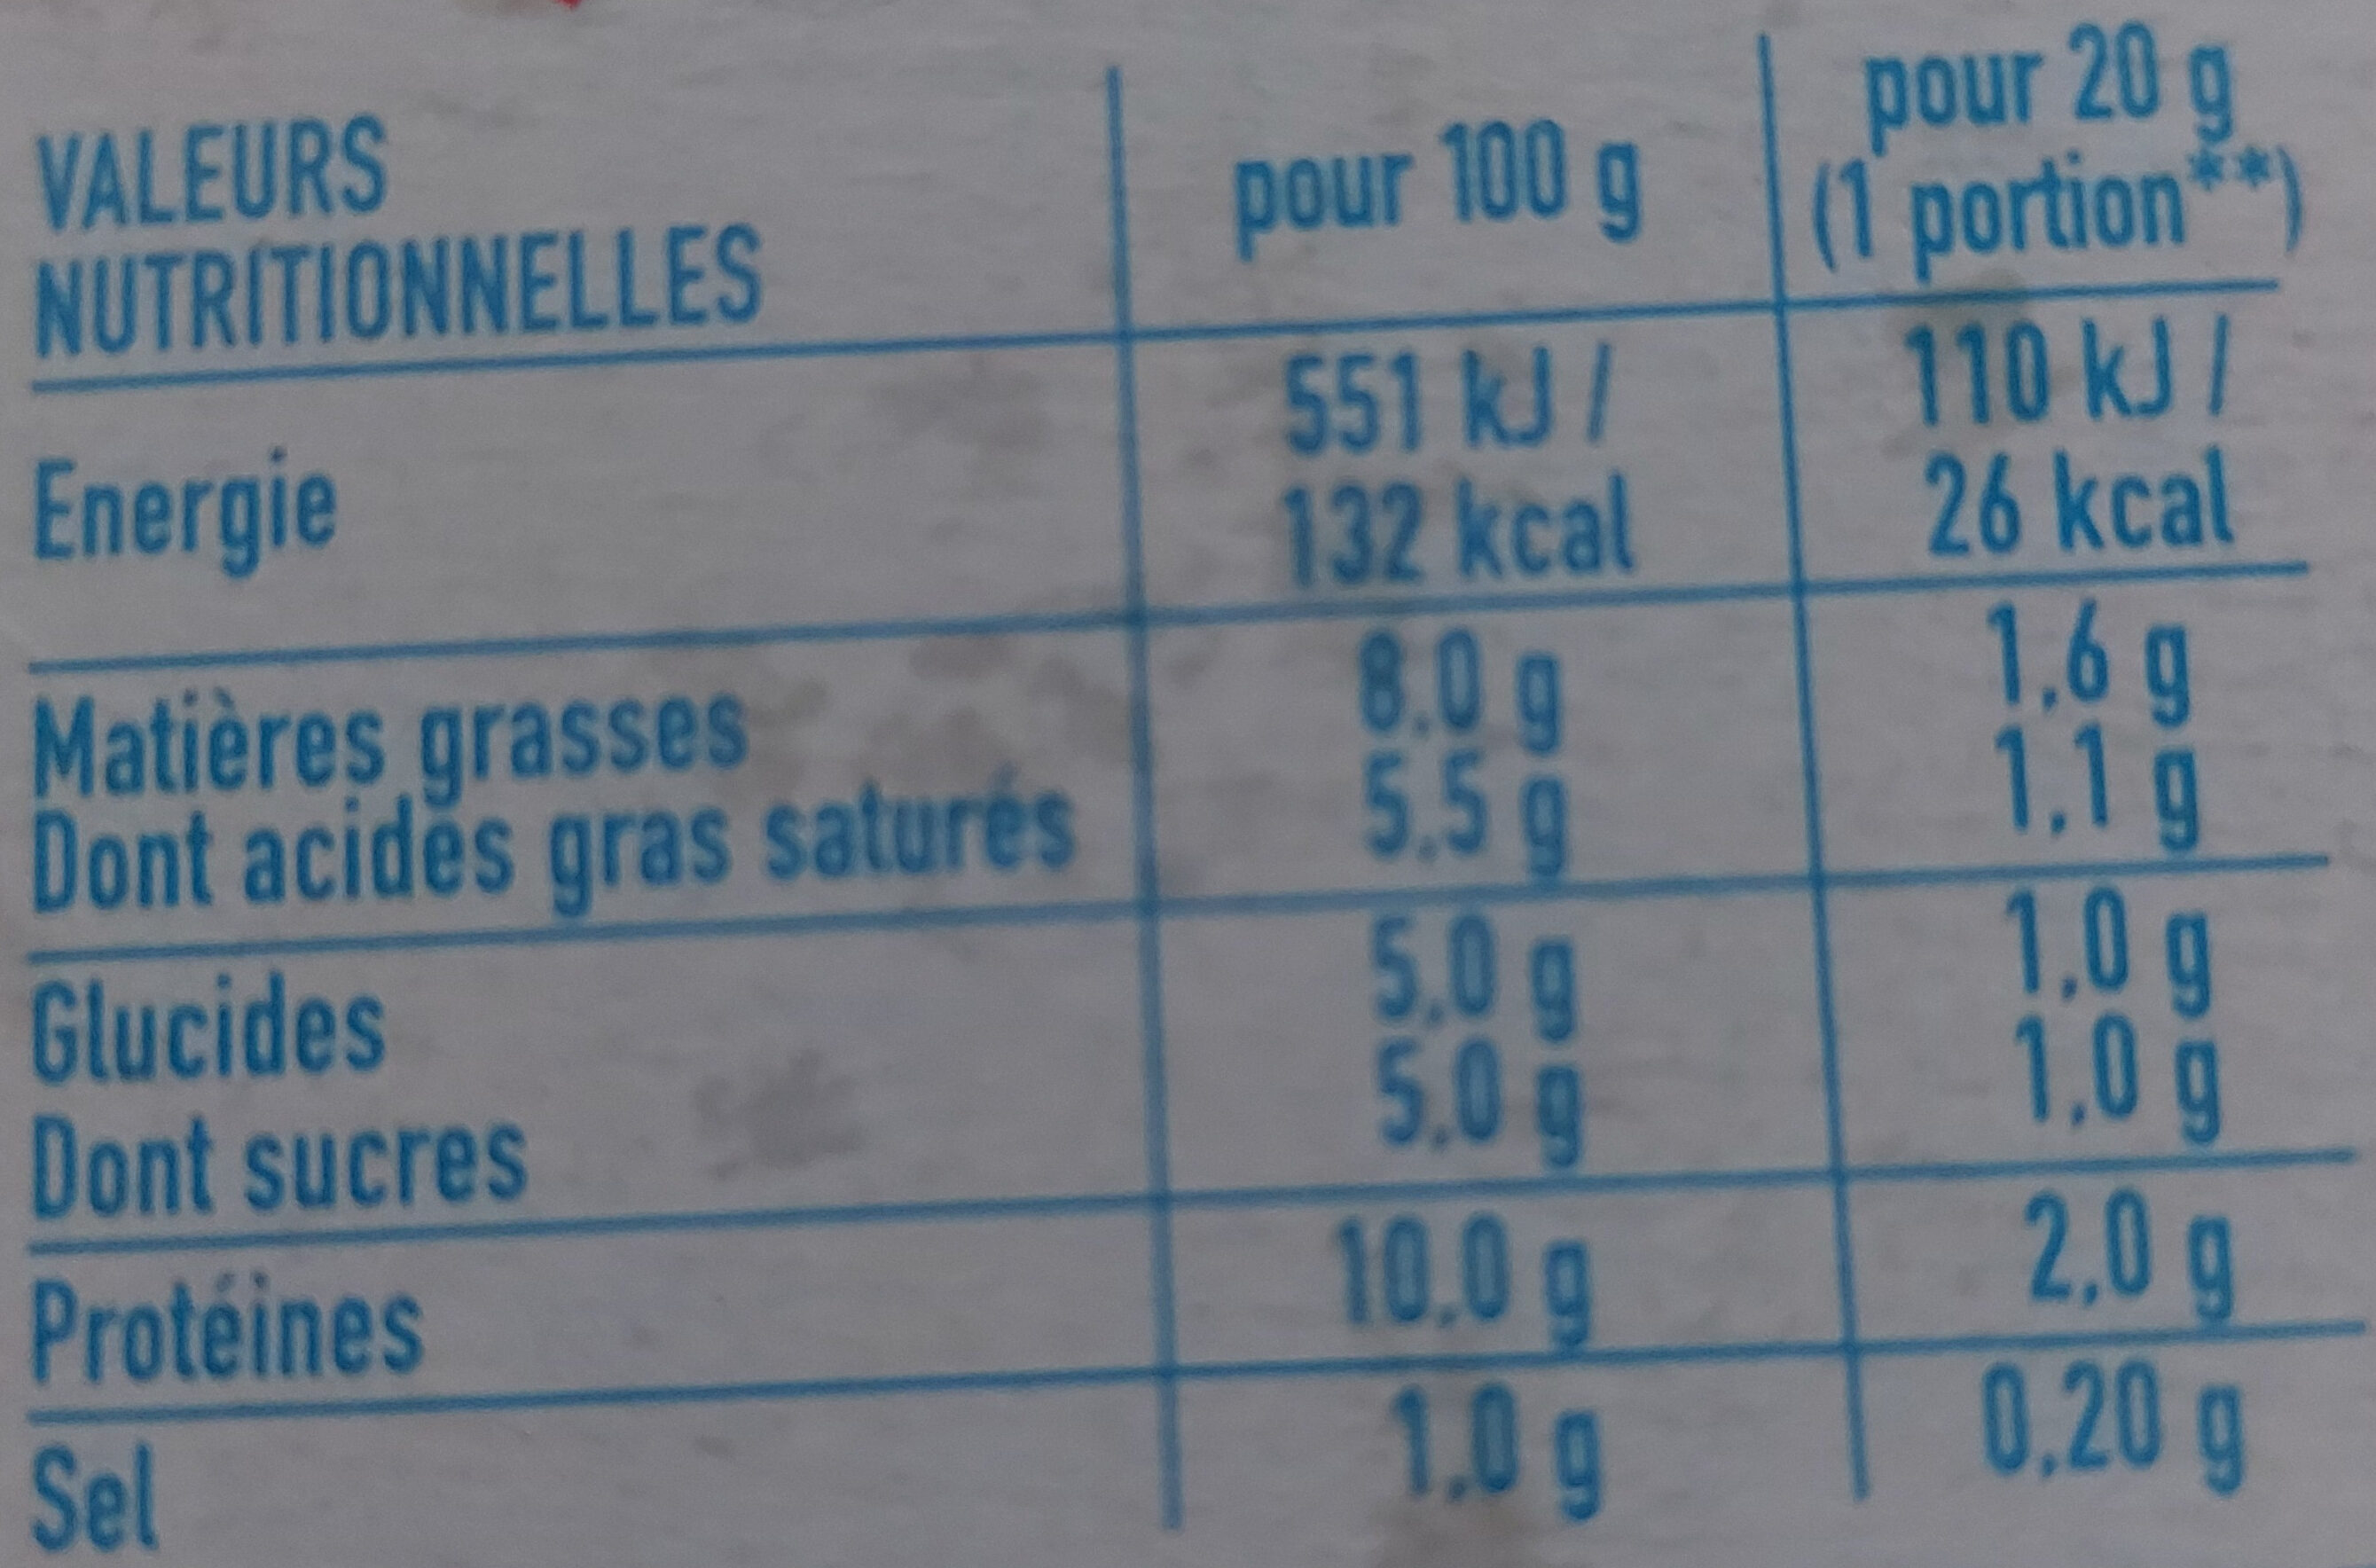 VALEURS
NUTRITIONNELLES
pour 100 g
pour 20 g
(1 portion**)
Energie
551 kJ /
132 kcal
110 kJ /
26 kcal
Matières grasses
8,0 g
1,6 g
Dont acides gras saturés
5,5 g
1,1 g
Glucides
5,0 g
1,0 g
Dont sucres
5,0 g
1,0 g
Protéines
10,0 g
2,0 g
Sel
1,0 g
0,20 g